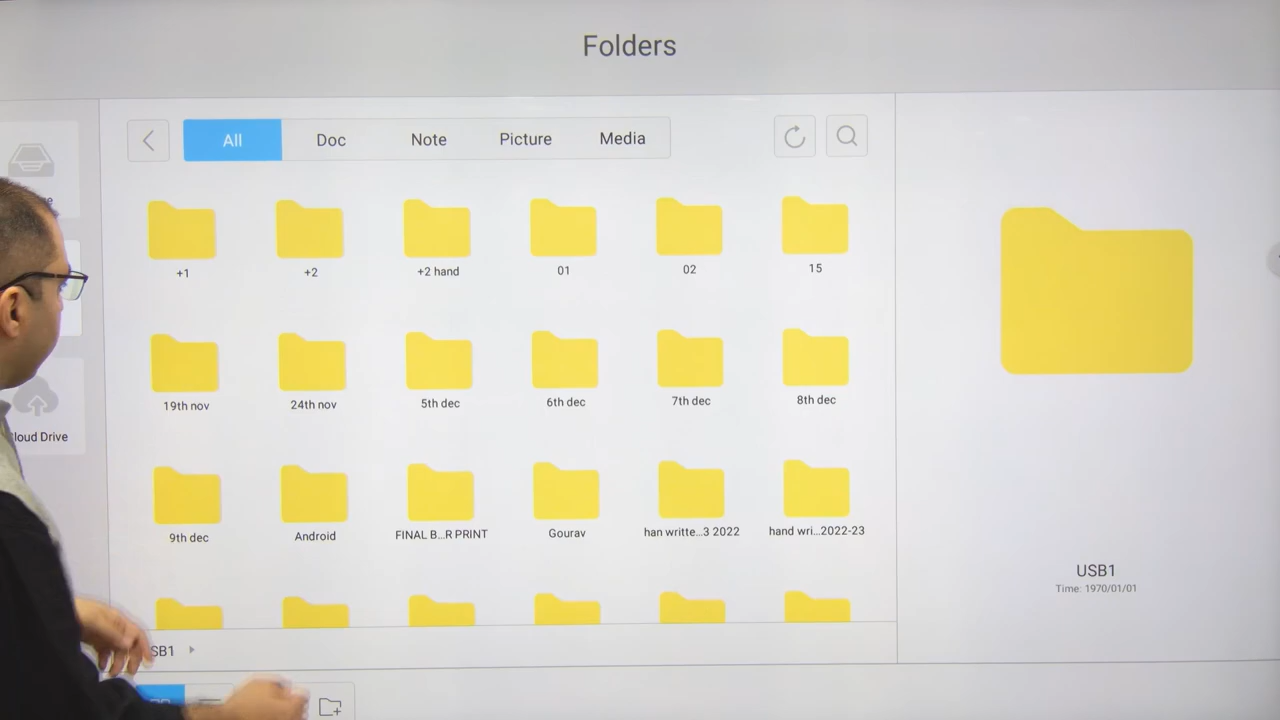 Folders
All Doc Note Picture Media
+1 +2 +2 hand 01 02 15
19th nov 24th nov 5th dec 6th dec 7th dec 8th dec
9th dec Android FINAL B...R PRINT Gourav han writte...3 2022 hand wri...2022-23
loud Drive
SB1
USB1
Time: 1970/01/01